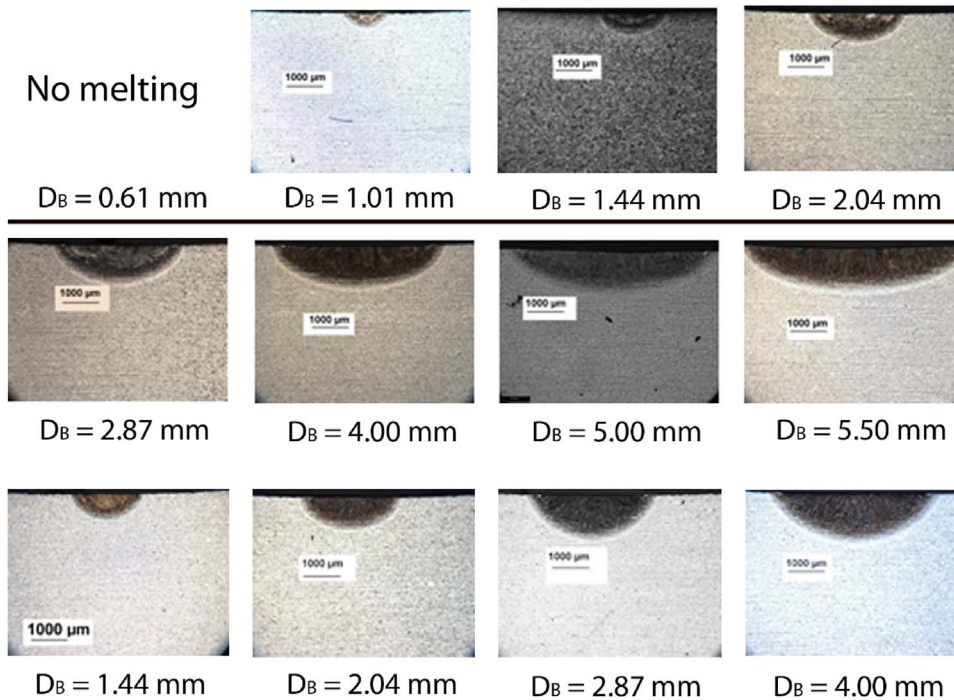 No melting
1000 µm
1000 µm
1000 µm
DB = 0.61 mm
DB = 1.01 mm
DB = 1.44 mm
DB = 2.04 mm
1000 µm
1000 µm
1000 µm
1000 µm
DB = 2.87 mm
DB = 4.00 mm
DB = 5.00 mm
DB = 5.50 mm
1000 µm
1000 µm
1000 µm
1000 µm
DB = 1.44 mm
DB = 2.04 mm
DB = 2.87 mm
DB = 4.00 mm